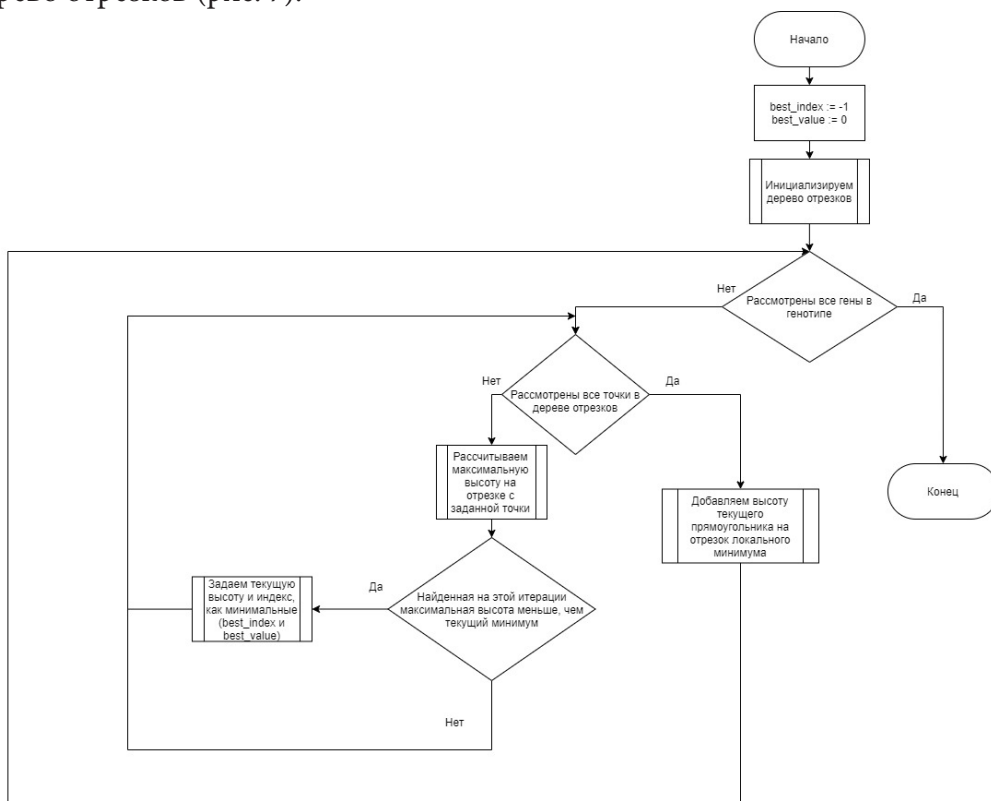 рево отрезков (рис. 7).
Начало
best_index := -1
best_value := 0
Инициализируем
дерево отрезков
Нет
Рассмотрены все гены в
генотипе
Да
Нет
Рассмотрены все точки в
дереве отрезков
Да
Рассчитываем
максимальную
высоту на
отрезке с
заданной точки
Добавляем высоту
текущего
прямоугольника на
отрезок локального
минимума
Конец
Задаем текущую
высоту и индекс,
как минимальные
(best_index и
best_value)
Да
Найденная на этой итерации
максимальная высота меньше, чем
текущий минимум
Нет